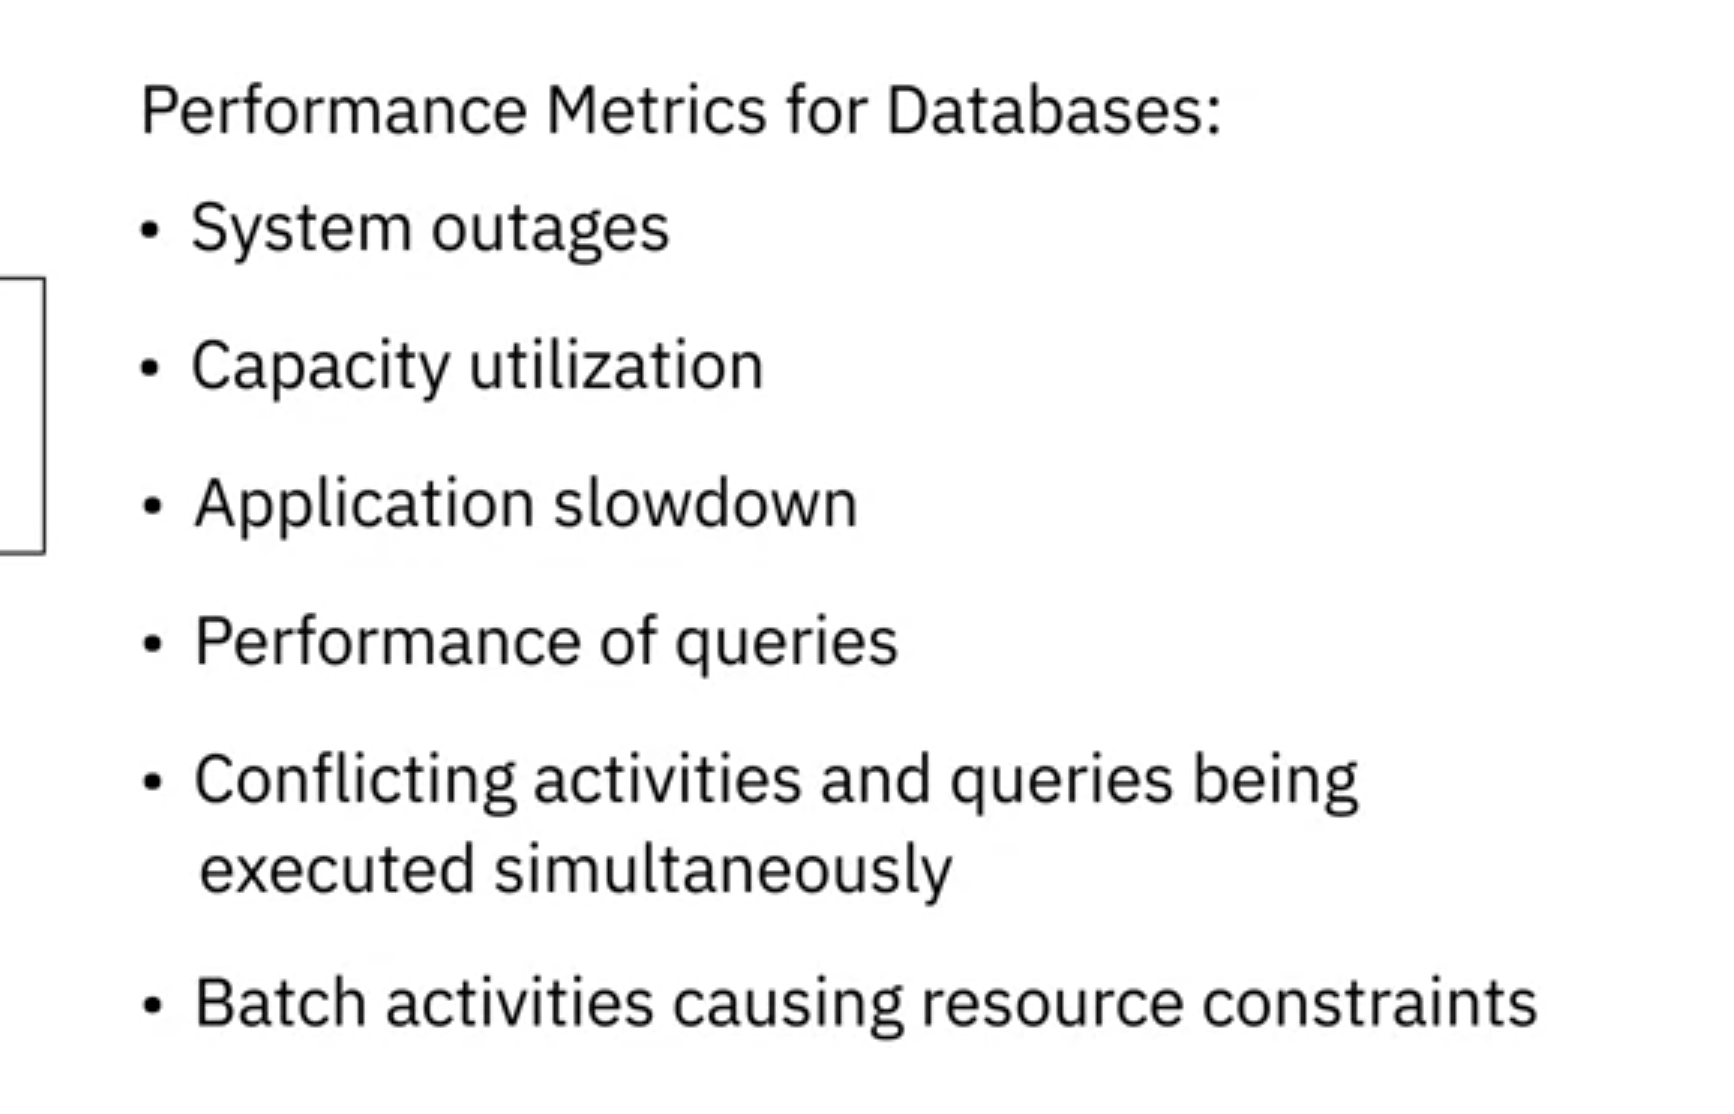 Performance Metrics for Databases:
• System outages
• Capacity utilization
• Application slowdown
• Performance of queries
• Conflicting activities and queries being
executed simultaneously
• Batch activities causing resource constraints